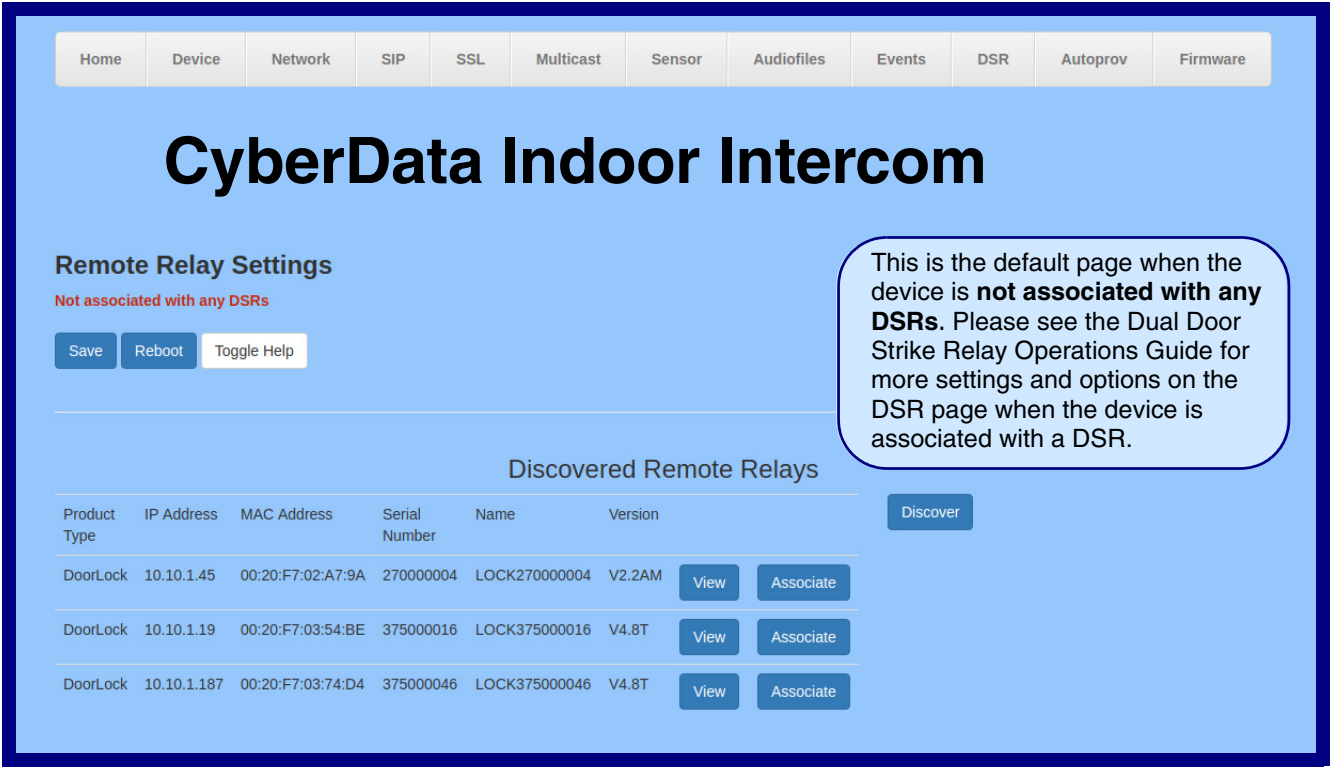 Home Device Network SIP SSL Multicast Sensor Audiofiles Events DSR Autoprov Firmware
CyberData Indoor Intercom
Remote Relay Settings
Not associated with any DSRs
Save Reboot Toggle Help
This is the default page when the
device is not associated with any
DSRs. Please see the Dual Door
Strike Relay Operations Guide for
more settings and options on the
DSR page when the device is
associated with a DSR.
Discovered Remote Relays
Product IP Address MAC Address Serial Name Version
Type Number
Discover
DoorLock 10.10.1.45 00:20:F7:02:A7:9A 270000004 LOCK270000004 V2.2AM View Associate
DoorLock 10.10.1.19 00:20:F7:03:54:BE 375000016 LOCK375000016 V4.8T View Associate
DoorLock 10.10.1.187 00:20:F7:03:74:D4 375000046 LOCK375000046 V4.8T View Associate